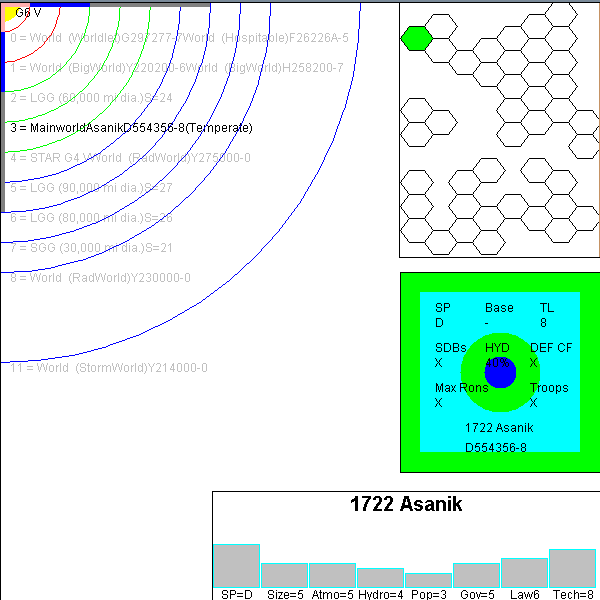 G6 V
0 = World (Worldlet)G297277-7World (Hospitable)F26226A-5
1 = World (BigWorld)Y220200-6World (BigWorld)H258200-7
2 = LGG (60,000 mi dia.)S=24
3 = MainworldAsanikD554356-8(Temperate)
4 = STAR G4 VWorld (RadWorld)Y275000-0
5 = LGG (90,000 mi dia.)S=27
6 = LGG (80,000 mi dia.)S=26
7 = SGG (30,000 mi dia.)S=21
8 = World (RadWorld)Y230000-0
11 = World (StormWorld)Y214000-0
SP Base TL
D - 8
SDBs HYD DEF CF
X 40% X
Max Rons Troops
X X
1722 Asanik
D554356-8
1722 Asanik
SP=D Size=5 Atmo=5 Hydro=4 Pop=3 Gov=5 Law6 Tech=8